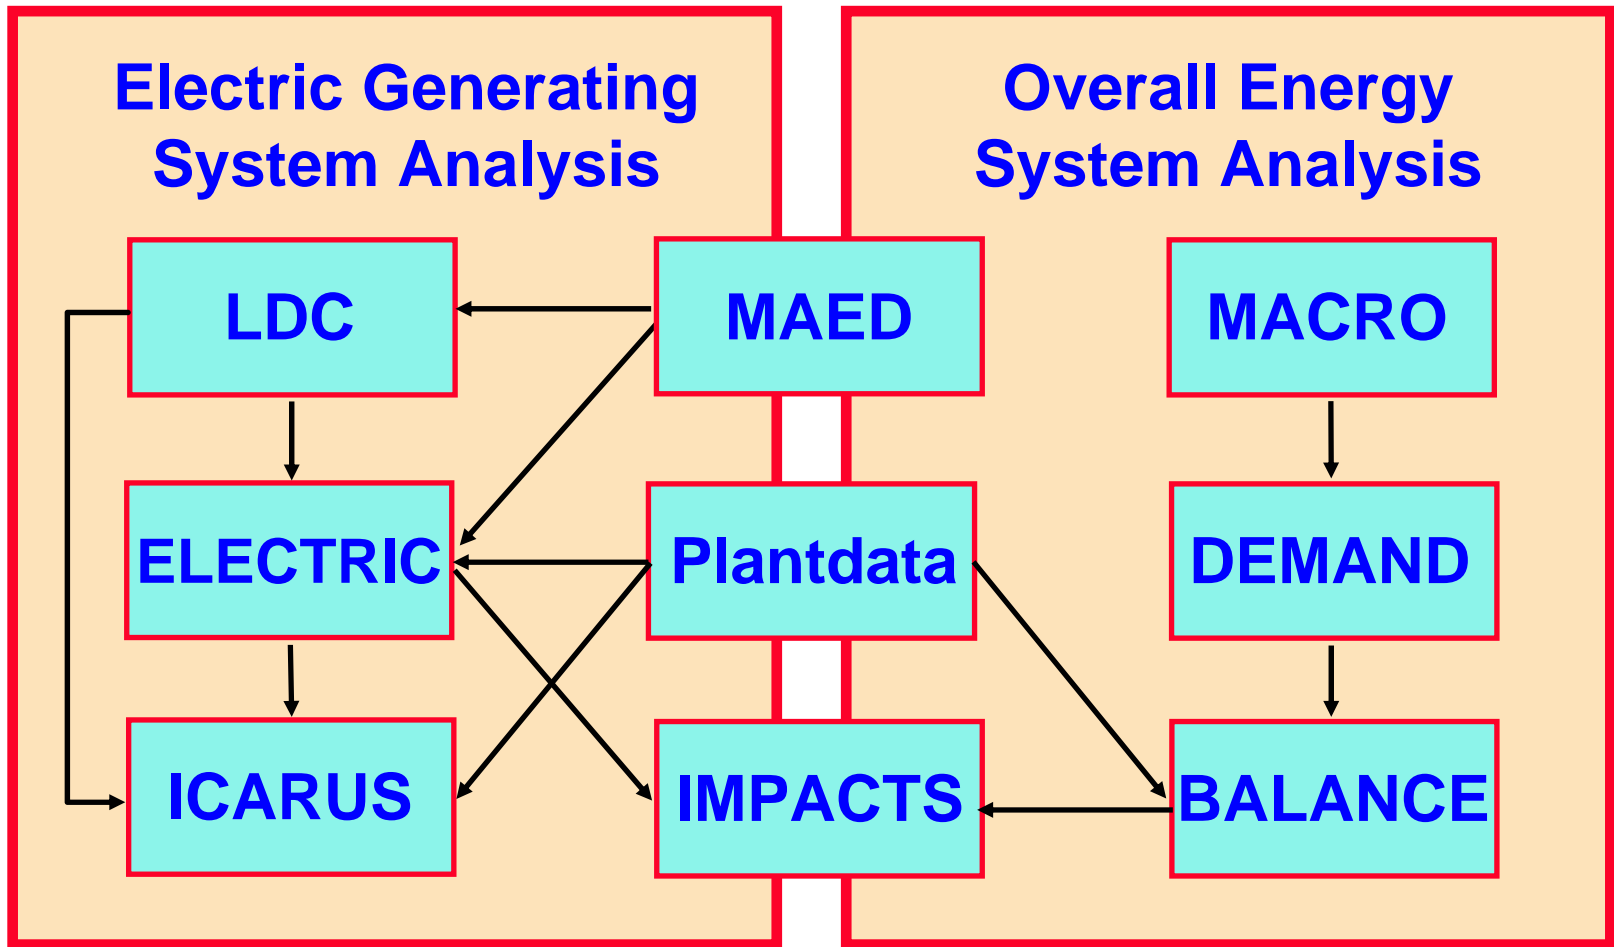 Electric Generating
System Analysis
Overall Energy
System Analysis
LDC
MAED
MACRO
ELECTRIC
Plantdata
DEMAND
ICARUS
IMPACTS
BALANCE